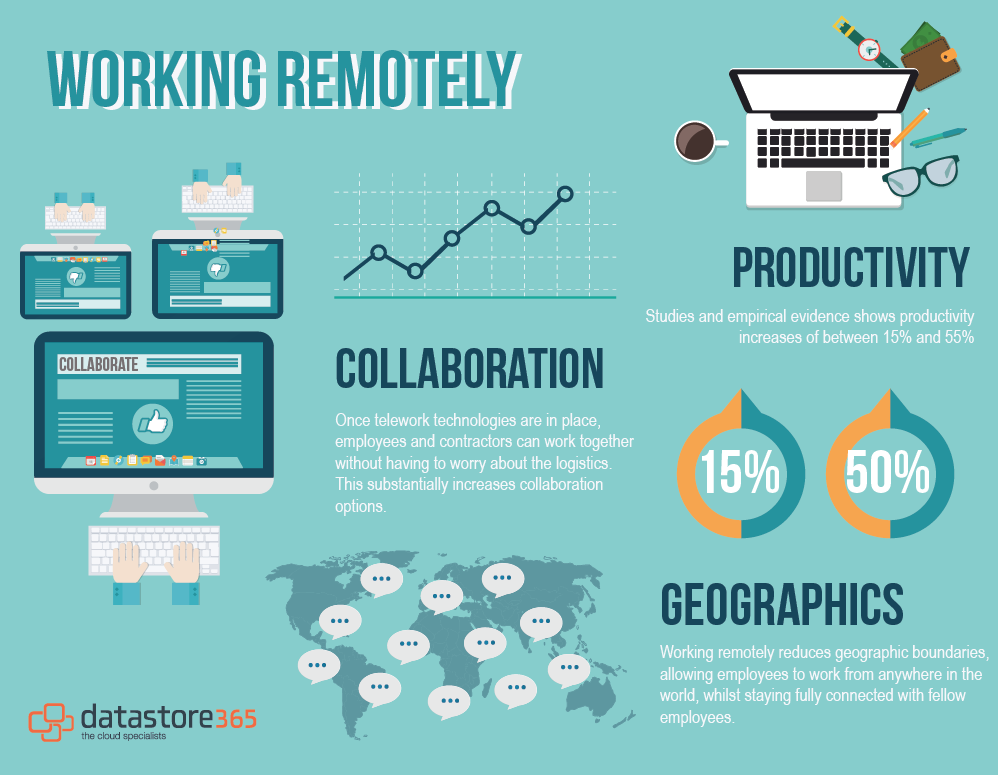 WORKING REMOTELY
COLLABORATE
COLLABORATION
Once telework technologies are in place,
employees and contractors can work together
without having to worry about the logistics.
This substantially increases collaboration
options.
PRODUCTIVITY
Studies and empirical evidence shows productivity
increases of between 15% and 55%
15%
50%
GEOGRAPHICS
Working remotely reduces geographic boundaries,
allowing employees to work from anywhere in the
world, whilst staying fully connected with fellow
employees.
datastore365
the cloud specialists